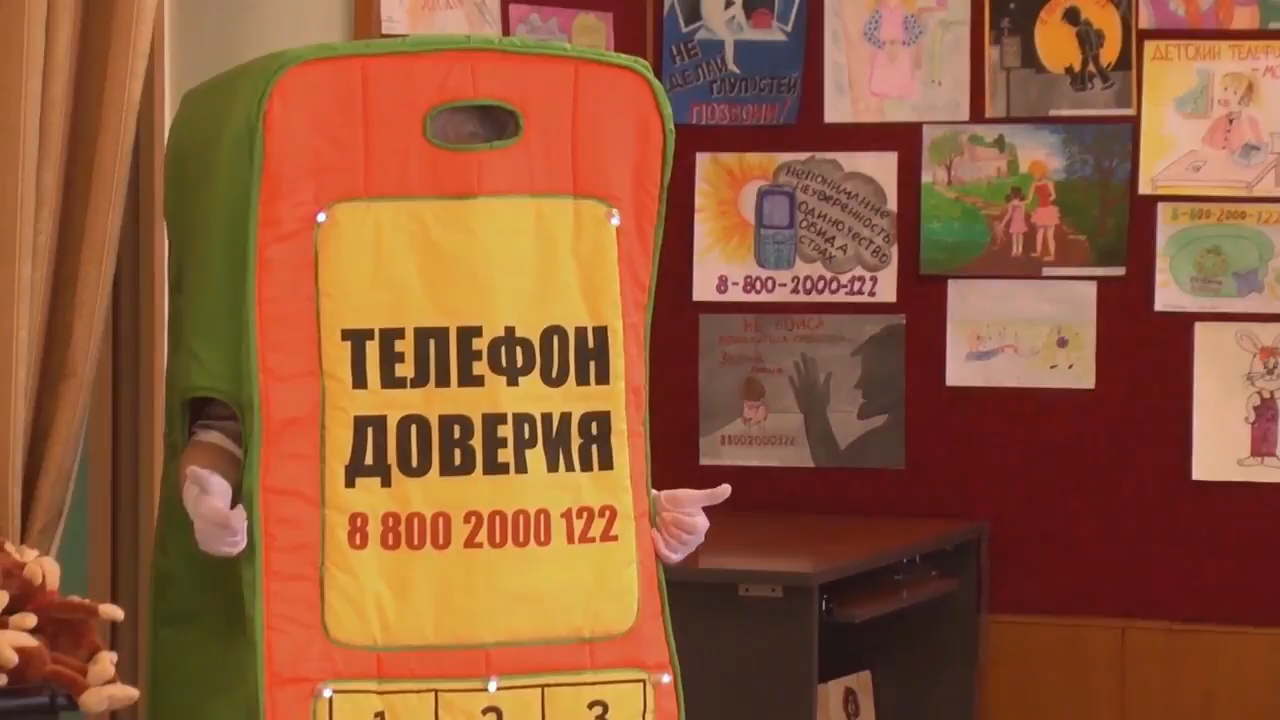 ТЕЛЕФОН
ДОВЕРИЯ
8 800 2000 122
1 2 3
НЕ
ДЕЛАЙ
ГЛУПОСТЕЙ
ПОЗВОНИ!
НЕПОНИМАНИЕ
НЕУВЕРЕННОСТЬ
ОДИНОЧЕСТВО
ОБИДА
СТРАХ
8-800-2000-122
НЕ БОЙСЯ
88002000122
ДЕТСКИЙ ТЕЛЕФО
8-800-2000-122